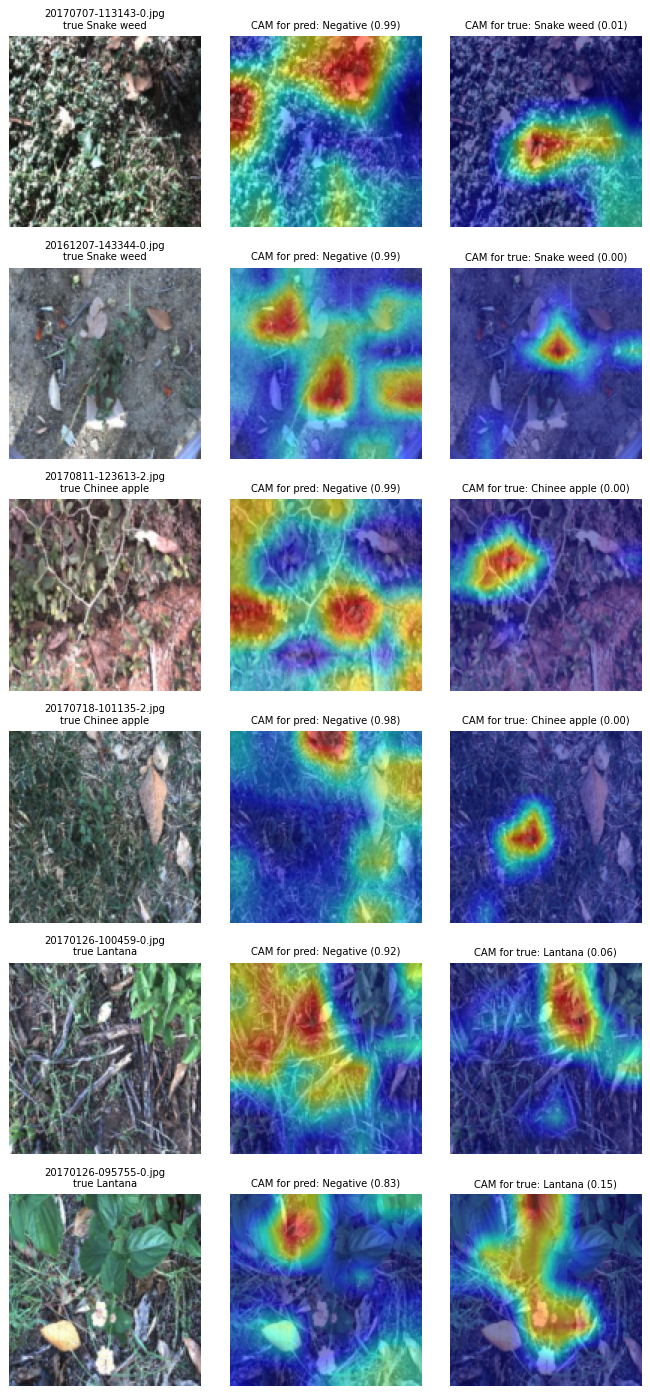 20170707-113143-0.jpg
true Snake weed
CAM for pred: Negative (0.99)
CAM for true: Snake weed (0.01)
20161207-143344-0.jpg
true Snake weed
CAM for pred: Negative (0.99)
CAM for true: Snake weed (0.00)
20170811-123613-2.jpg
true Chinee apple
CAM for pred: Negative (0.99)
CAM for true: Chinee apple (0.00)
20170718-101135-2.jpg
true Chinee apple
CAM for pred: Negative (0.98)
CAM for true: Chinee apple (0.00)
20170126-100459-0.jpg
true Lantana
CAM for pred: Negative (0.92)
CAM for true: Lantana (0.06)
20170126-095755-0.jpg
true Lantana
CAM for pred: Negative (0.83)
CAM for true: Lantana (0.15)